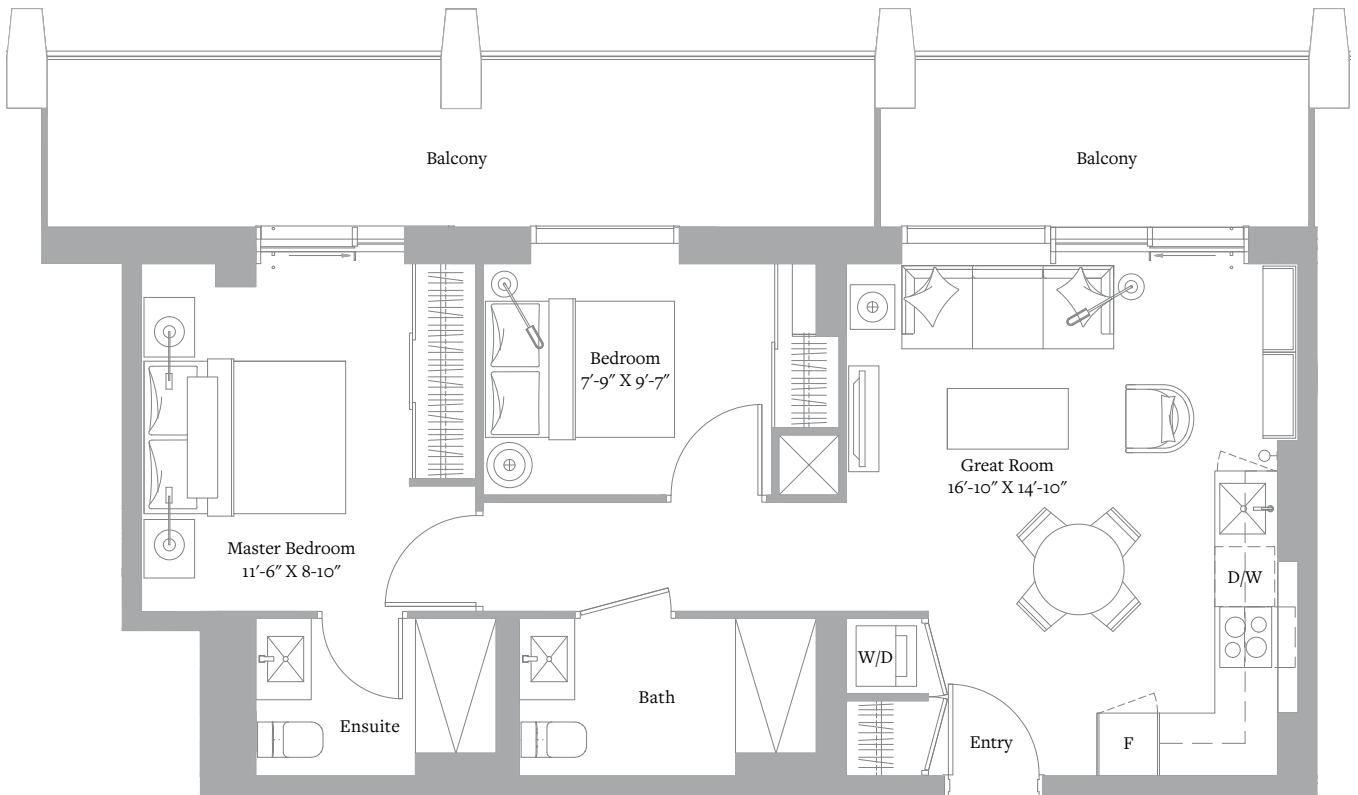 Balcony
Balcony
Bedroom
7′-9″ X 9′-7″
Great Room
16′-10″ X 14′-10″
Master Bedroom
11′-6″ X 8-10″
D/W
W/D
Ensuite
Bath
Entry
F